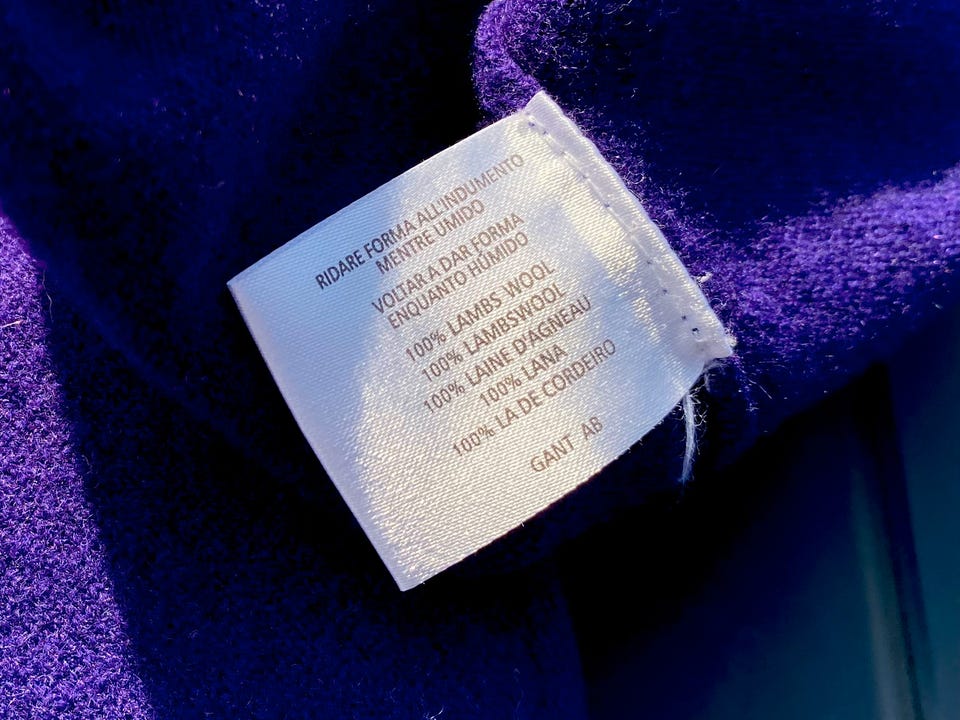 RIDARE FORMA ALL'INDUMENTO
MENTRE UMIDO
VOLTAR A DAR FORMA
ENQUANTO HÚMIDO
100% LAMBS WOOL
100% LAMBSWOOL
100% LAINE D'AGNEAU
100% LANA
100% LA DE CORDEIRO
GANT AB